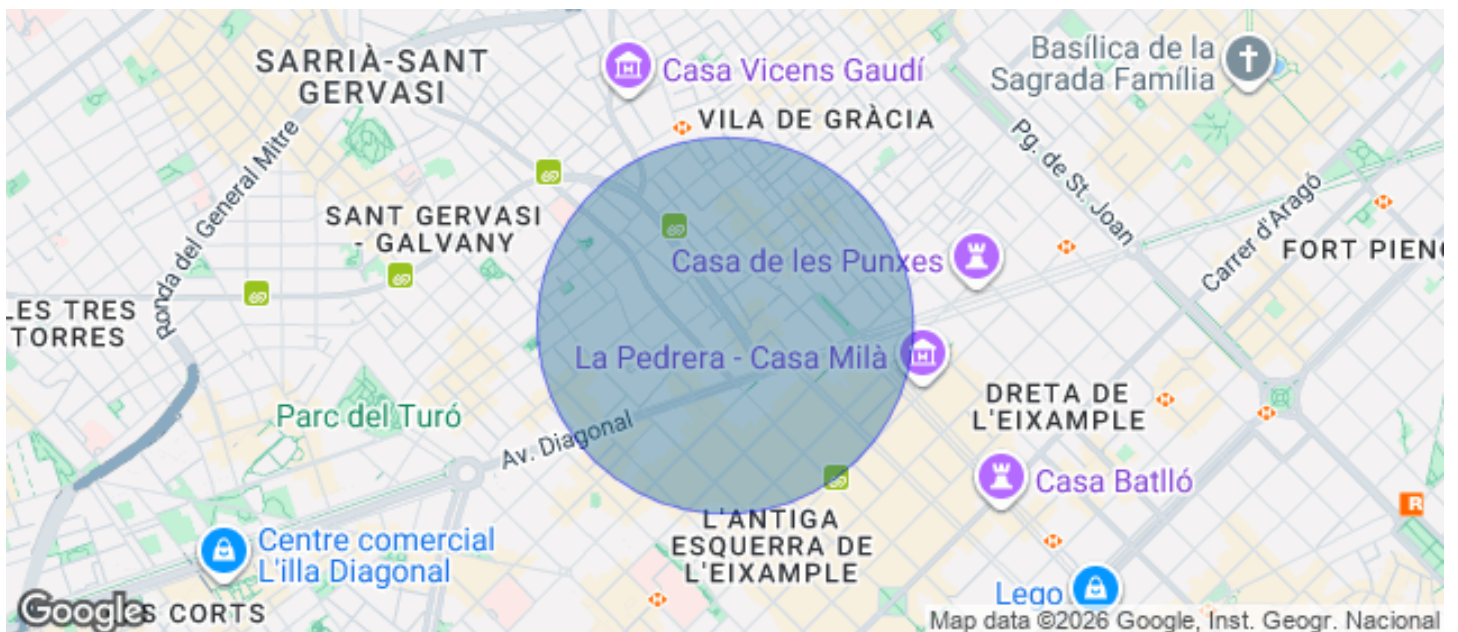 SARRIÀ-SANT
GERVASI
Casa Vicens Gaudí
Basílica de la
Sagrada Família
VILA DE GRÀCIA
Pg. de St. Joan
Ronda del General Mitre
SANT GERVASI
- GALVANY
Carrer d'Aragó
Casa de les Punxes
FORT PIENC
LES TRES
TORRES
La Pedrera - Casa Milà
DRETA DE
L'EIXAMPLE
Parc del Turó
Av. Diagonal
Casa Batlló
R
L'ANTIGA
ESQUERRA DE
L'EIXAMPLE
Centre comercial
L'illa Diagonal
Lego
Google
S CORTS
Map data ©2026 Google, Inst. Geogr. Nacional